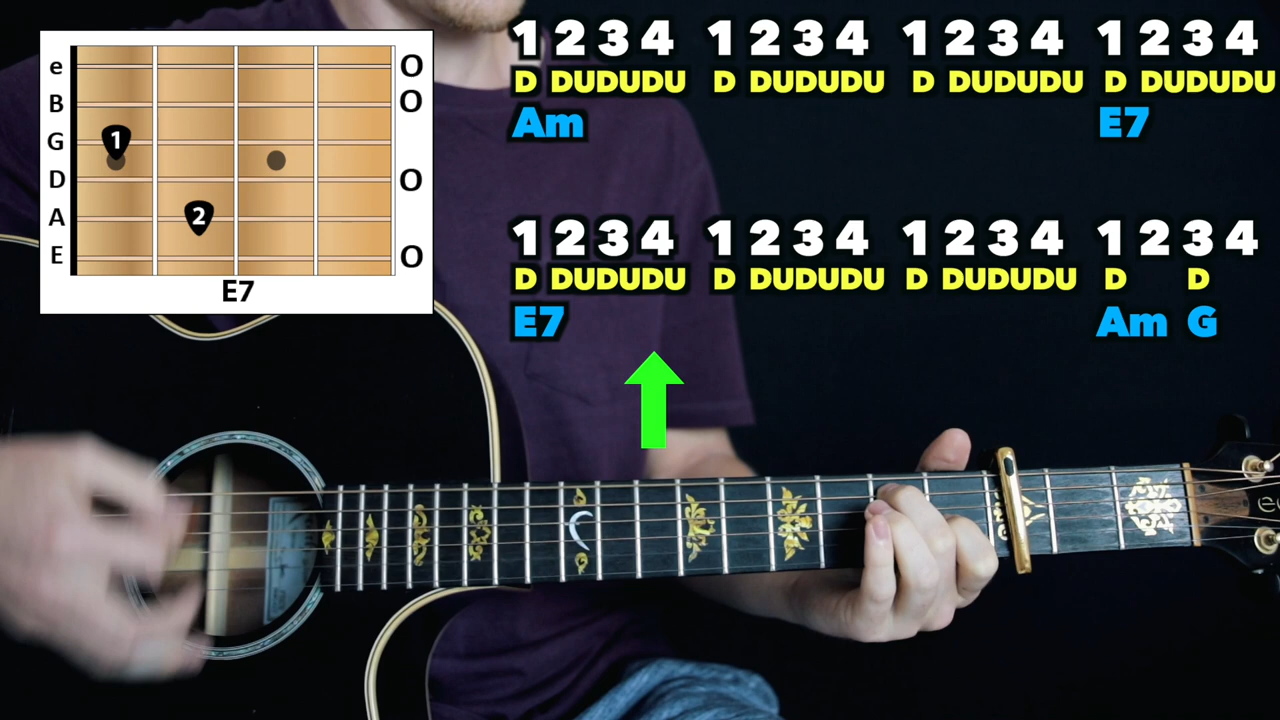 e O
B O
G 1
D O
A 2
E O
E7
1 2 3 4 1 2 3 4 1 2 3 4 1 2 3 4
D DUDUDU D DUDUDU D DUDUDU D DUDUDU
Am E7
1 2 3 4 1 2 3 4 1 2 3 4 1 2 3 4
D DUDUDU D DUDUDU D DUDUDU D D
E7 Am G